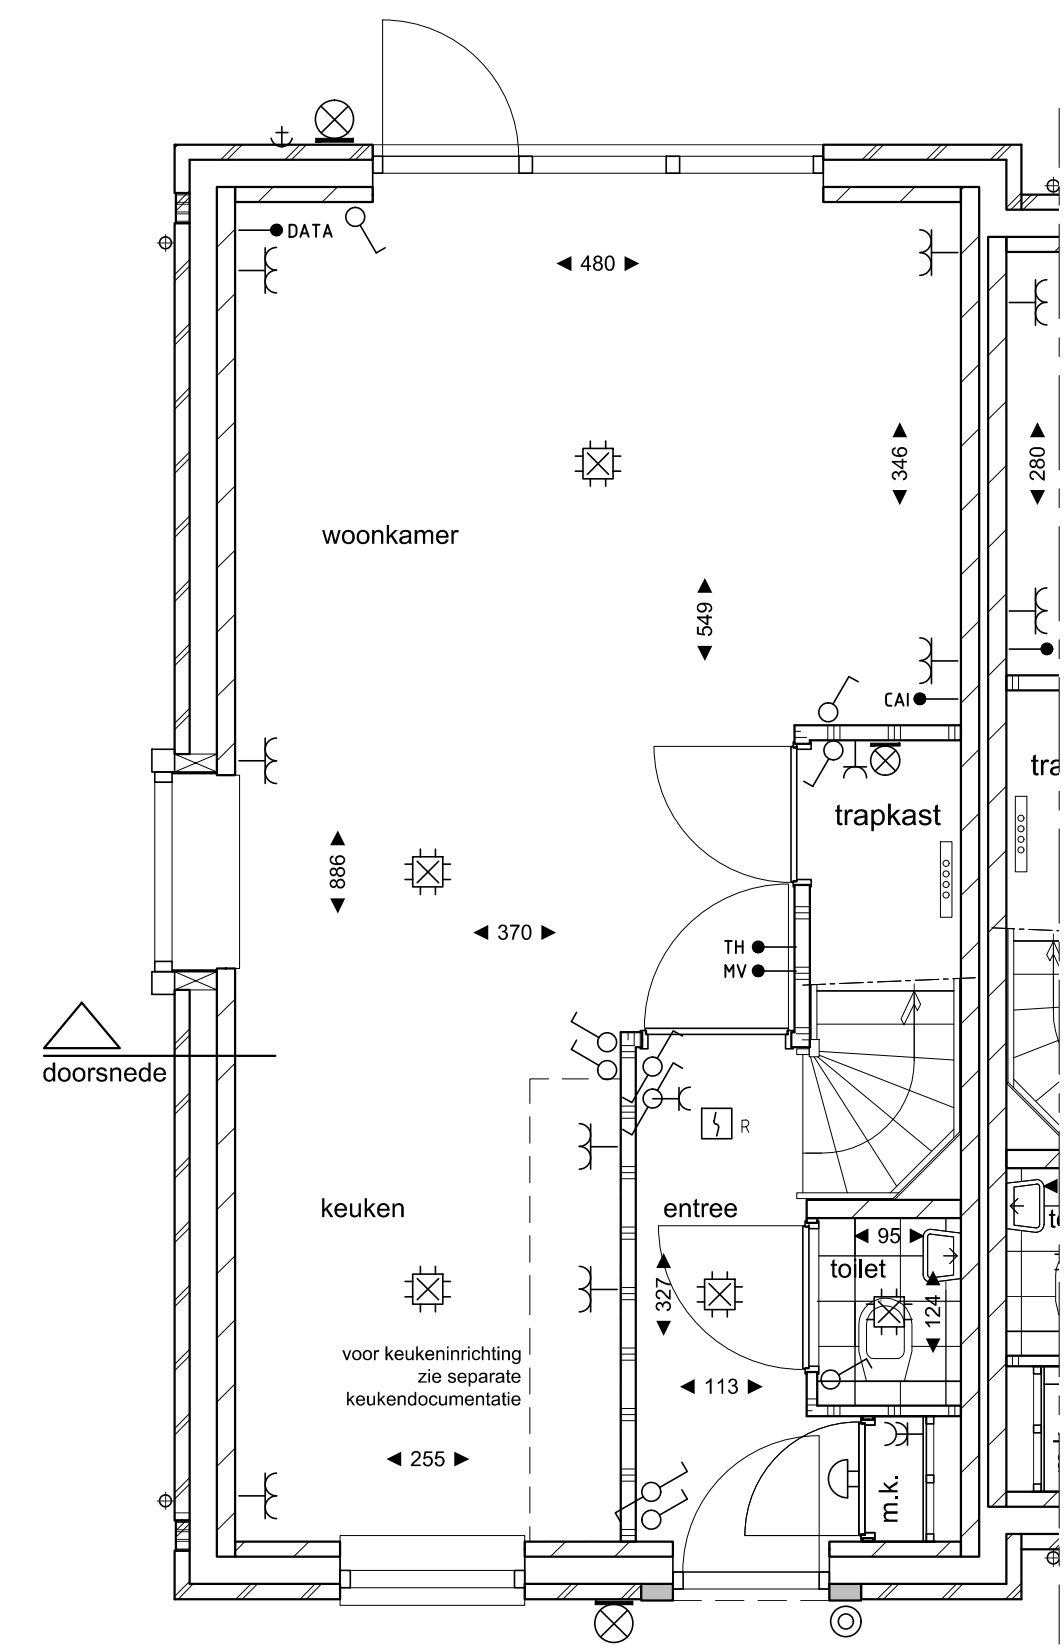 DATA
480
346
280
woonkamer
549
CAI
trapkast
886
370
TH
MV
doorsnede
R
keuken
entree
95
toilet
327
124
voor keukeninrichting
zie separate
keukendocumentatie
113
255
m.k.